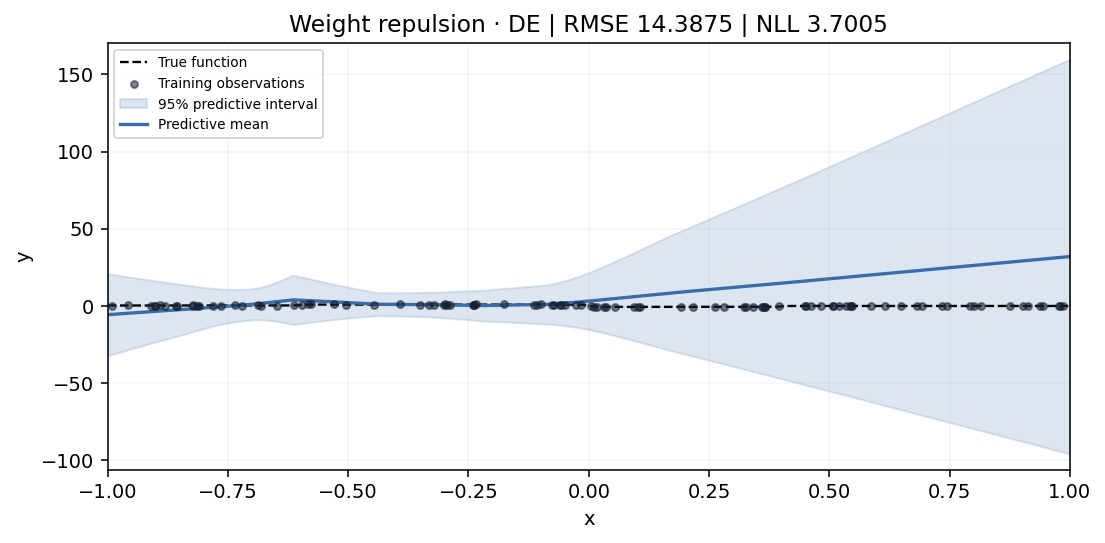 Weight repulsion · DE | RMSE 14.3875 | NLL 3.7005
True function
Training observations
95% predictive interval
Predictive mean
150
100
50
0
−50
−100
y
−1.00 −0.75 −0.50 −0.25 0.00 0.25 0.50 0.75 1.00
x